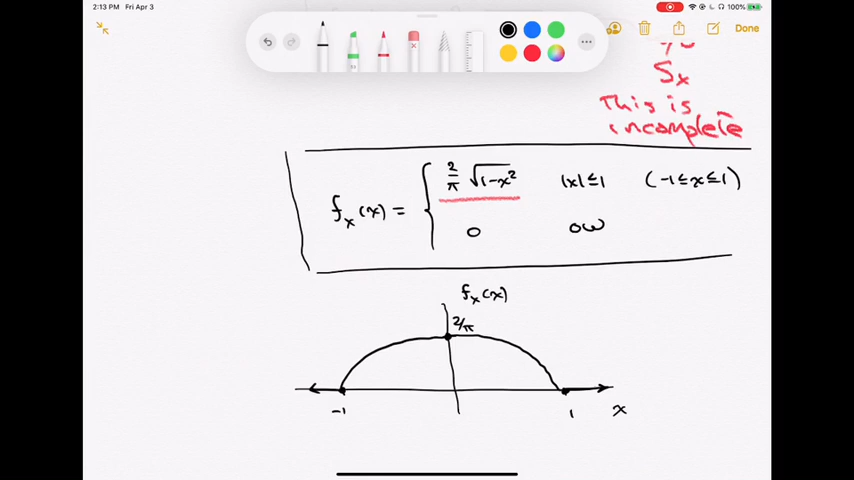 2:13 PM Fri Apr 3
100%
Done
Sx
This is
incomplete
fx(x) = { 2/π √1-x² |x| ≤ 1 (-1 ≤ x ≤ 1)
0 ow
fx(x)
2/π
-1 1 x